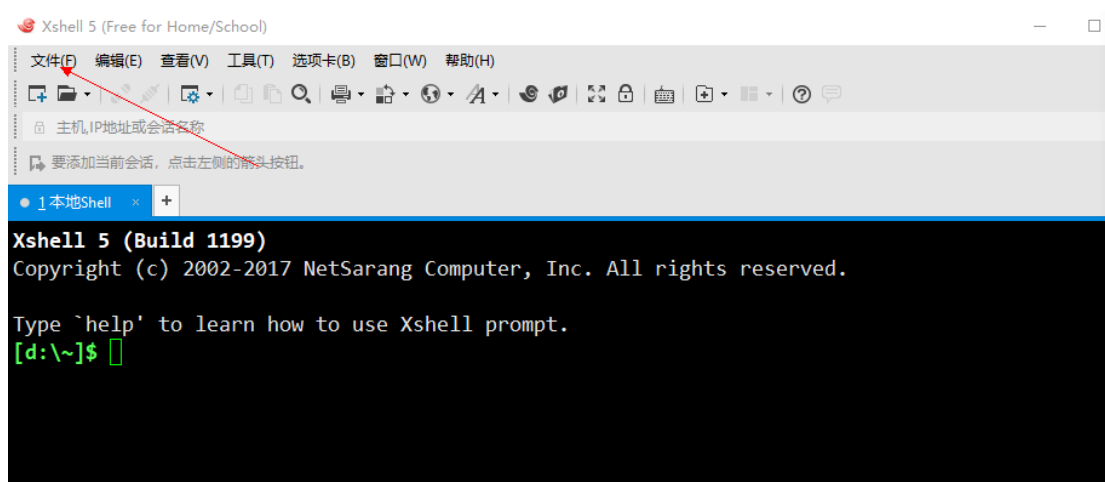 Xshell 5 (Free for Home/School)
文件(F) 编辑(E) 查看(V) 工具(T) 选项卡(B) 窗口(W) 帮助(H)
主机,IP地址或会话名称
要添加当前会话，点击左侧的箭头按钮。
1 本地Shell × +
Xshell 5 (Build 1199)
Copyright (c) 2002-2017 NetSarang Computer, Inc. All rights reserved.
Type `help' to learn how to use Xshell prompt.
[d:\~]$